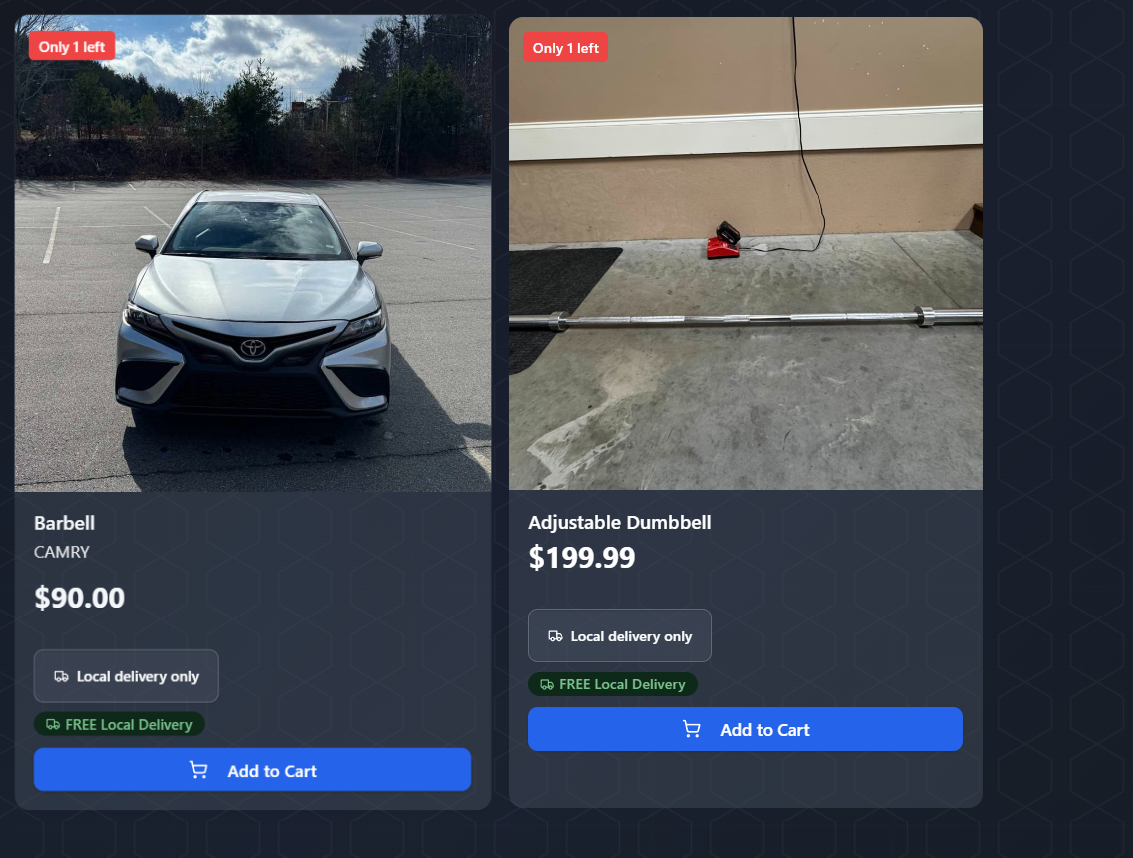 Only 1 left
Barbell
CAMRY
$90.00
Local delivery only
FREE Local Delivery
Add to Cart
Only 1 left
Adjustable Dumbbell
$199.99
Local delivery only
FREE Local Delivery
Add to Cart